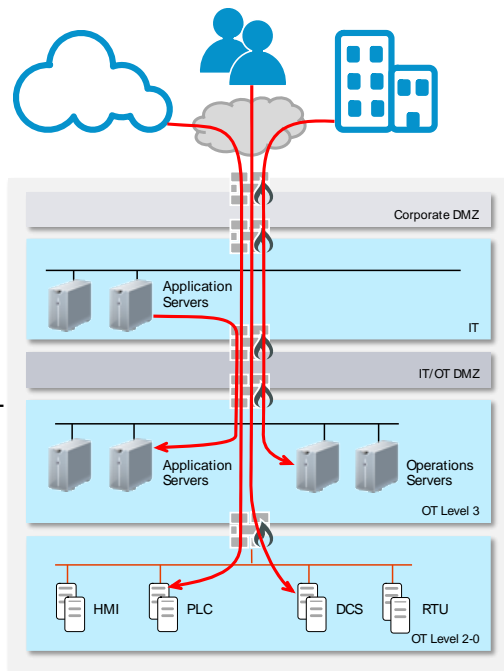 Corporate DMZ
Application
Servers
IT
IT/OT DMZ
Application
Servers
Operations
Servers
OT Level 3
HMI
PLC
DCS
RTU
OT Level 2-0